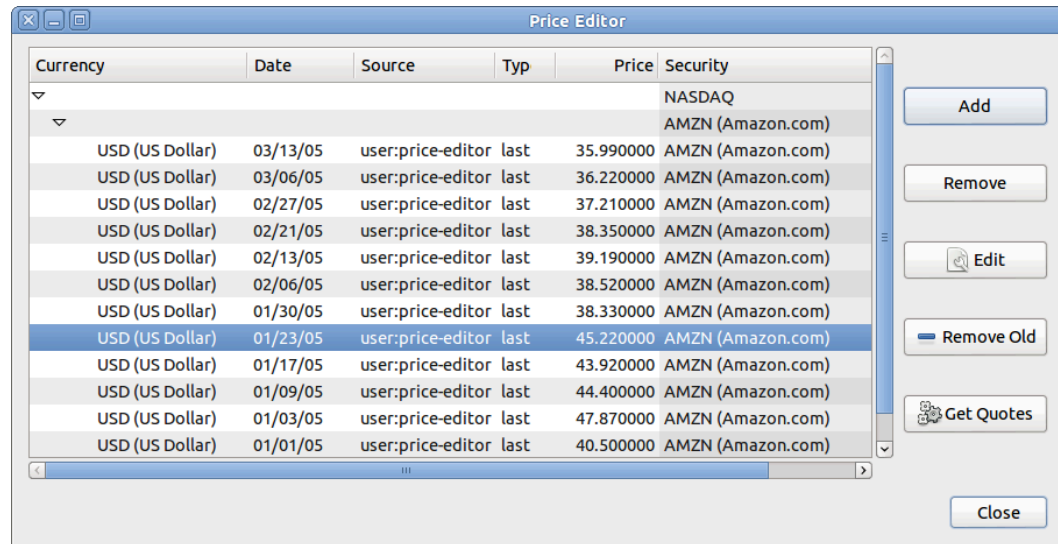 Price Editor
Currency Date Source Typ Price Security
NASDAQ
AMZN (Amazon.com)
USD (US Dollar) 03/13/05 user:price-editor last 35.990000 AMZN (Amazon.com)
USD (US Dollar) 03/06/05 user:price-editor last 36.220000 AMZN (Amazon.com)
USD (US Dollar) 02/27/05 user:price-editor last 37.210000 AMZN (Amazon.com)
USD (US Dollar) 02/21/05 user:price-editor last 38.350000 AMZN (Amazon.com)
USD (US Dollar) 02/13/05 user:price-editor last 39.190000 AMZN (Amazon.com)
USD (US Dollar) 02/06/05 user:price-editor last 38.520000 AMZN (Amazon.com)
USD (US Dollar) 01/30/05 user:price-editor last 38.330000 AMZN (Amazon.com)
USD (US Dollar) 01/23/05 user:price-editor last 45.220000 AMZN (Amazon.com)
USD (US Dollar) 01/17/05 user:price-editor last 43.920000 AMZN (Amazon.com)
USD (US Dollar) 01/09/05 user:price-editor last 44.400000 AMZN (Amazon.com)
USD (US Dollar) 01/03/05 user:price-editor last 47.870000 AMZN (Amazon.com)
USD (US Dollar) 01/01/05 user:price-editor last 40.500000 AMZN (Amazon.com)
Add
Remove
Edit
Remove Old
Get Quotes
Close